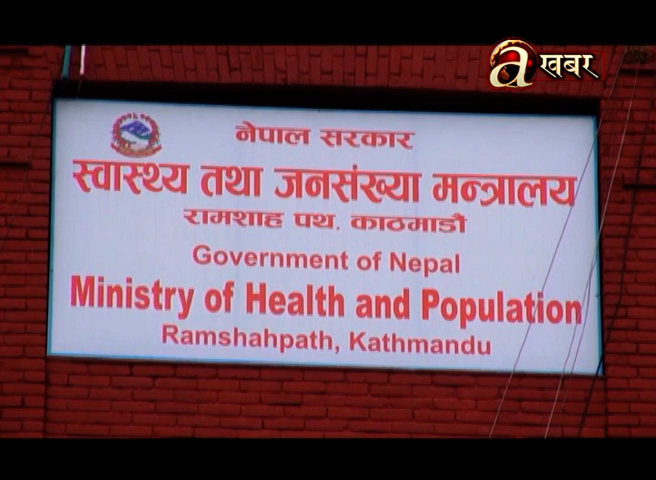 a खबर
नेपाल सरकार
स्वास्थ्य तथा जनसंख्या मन्त्रालय
रामशाह पथ, काठमाडौं
Government of Nepal
Ministry of Health and Population
Ramshahpath, Kathmandu